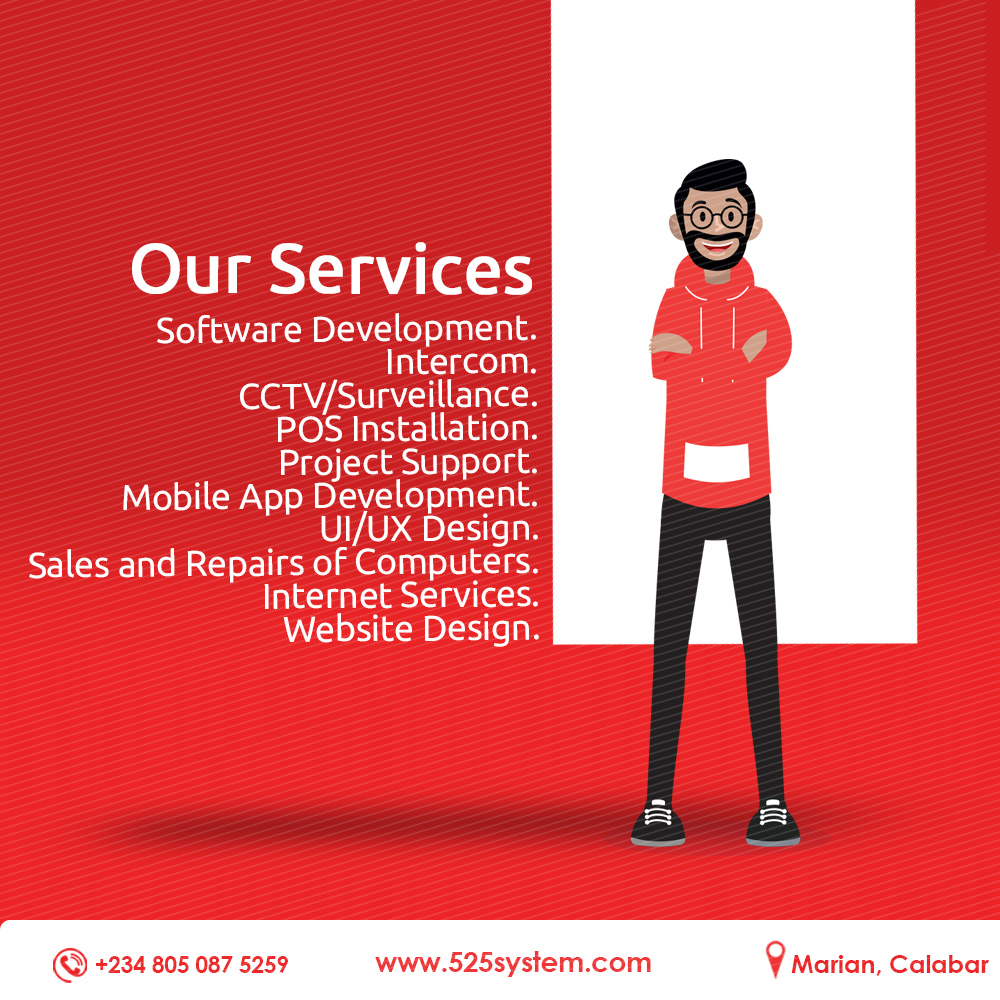 Our Services
Software Development.
Intercom.
CCTV/Surveillance.
POS Installation.
Project Support.
Mobile App Development.
UI/UX Design.
Sales and Repairs of Computers.
Internet Services.
Website Design.
+234 805 087 5259
www.525system.com
Marian, Calabar